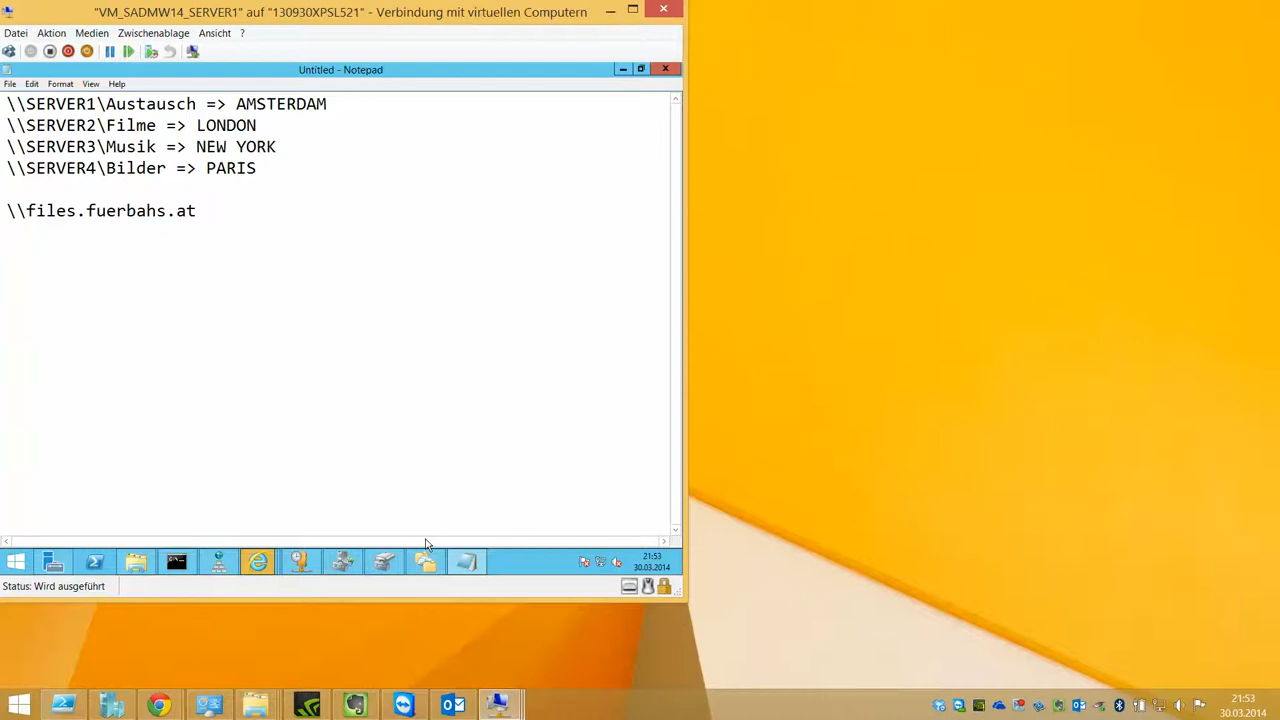 "VM_SADMW14_SERVER1" auf "130930XPSL521" - Verbindung mit virtuellen Computern
Datei Aktion Medien Zwischenablage Ansicht ?
Untitled - Notepad
File Edit Format View Help
\\SERVER1\Austausch => AMSTERDAM
\\SERVER2\Filme => LONDON
\\SERVER3\Musik => NEW YORK
\\SERVER4\Bilder => PARIS
\\files.fuerbahs.at
21:53
30.03.2014
Status: Wird ausgeführt
21:53
30.03.2014